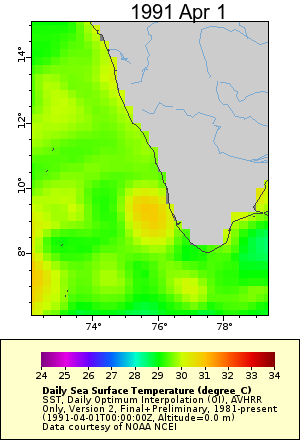 1991 Apr 1
14°
12°
10°
8°
74° 76° 78°
24 25 26 27 28 29 30 31 32 33 34
Daily Sea Surface Temperature (degree_C)
SST, Daily Optimum Interpolation (OI), AVHRR
Only, Version 2, Final+Preliminary, 1981-present
(1991-04-01T00:00:00Z, Altitude=0.0 m)
Data courtesy of NOAA NCEI